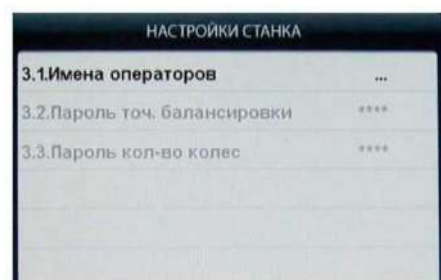 НАСТРОЙКИ СТАНКА
3.1.Имена операторов ...
3.2.Пароль точ. балансировки ****
3.3.Пароль кол-во колес ****